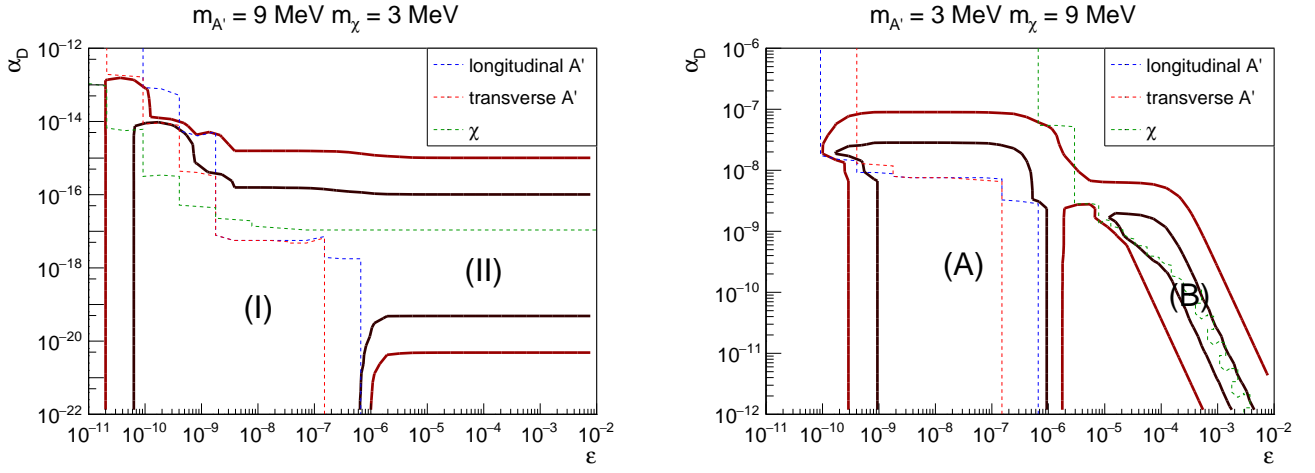 m_A' = 9 MeV m_χ = 3 MeV
α_D
10⁻¹²
10⁻¹⁴
10⁻¹⁶
10⁻¹⁸
10⁻²⁰
10⁻²²
longitudinal A'
transverse A'
χ
(I)
(II)
10⁻¹¹ 10⁻¹⁰ 10⁻⁹ 10⁻⁸ 10⁻⁷ 10⁻⁶ 10⁻⁵ 10⁻⁴ 10⁻³ 10⁻²
ε
m_A' = 3 MeV m_χ = 9 MeV
α_D
10⁻⁶
10⁻⁷
10⁻⁸
10⁻⁹
10⁻¹⁰
10⁻¹¹
10⁻¹²
longitudinal A'
transverse A'
χ
(A)
(B)
10⁻¹¹ 10⁻¹⁰ 10⁻⁹ 10⁻⁸ 10⁻⁷ 10⁻⁶ 10⁻⁵ 10⁻⁴ 10⁻³ 10⁻²
ε